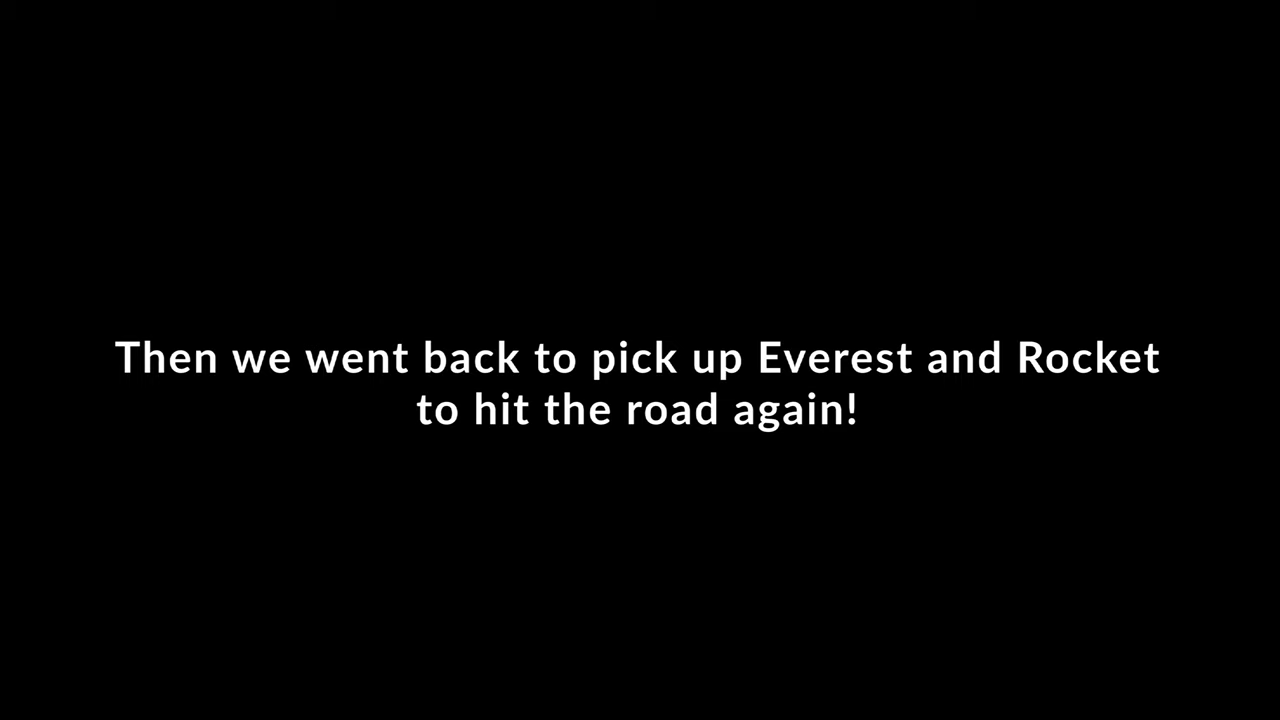 Then we went back to pick up Everest and Rocket
to hit the road again!